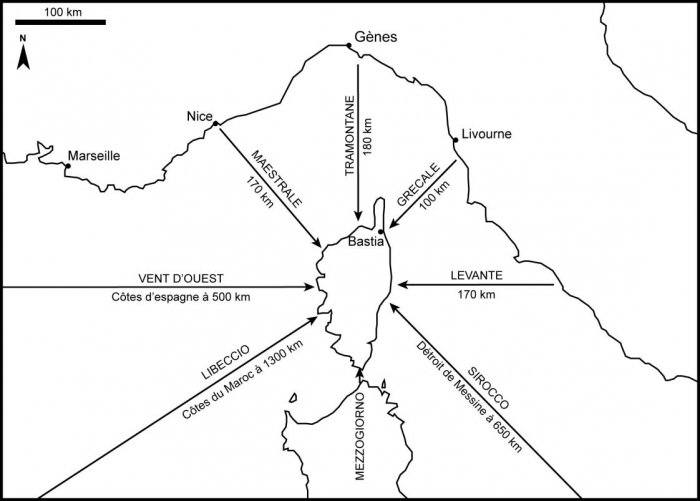 100 km
N
Gènes
Nice
Livourne
Marseille
TRAMONTANE
180 km
MAESTRALE
170 km
GRECALE
100 km
Bastia
VENT D'OUEST
Côtes d'espagne à 500 km
LEVANTE
170 km
LIBECCIO
Côtes du Maroc à 1300 km
SIROCCO
Détroit de Messine à 650 km
MEZZOGIORNO